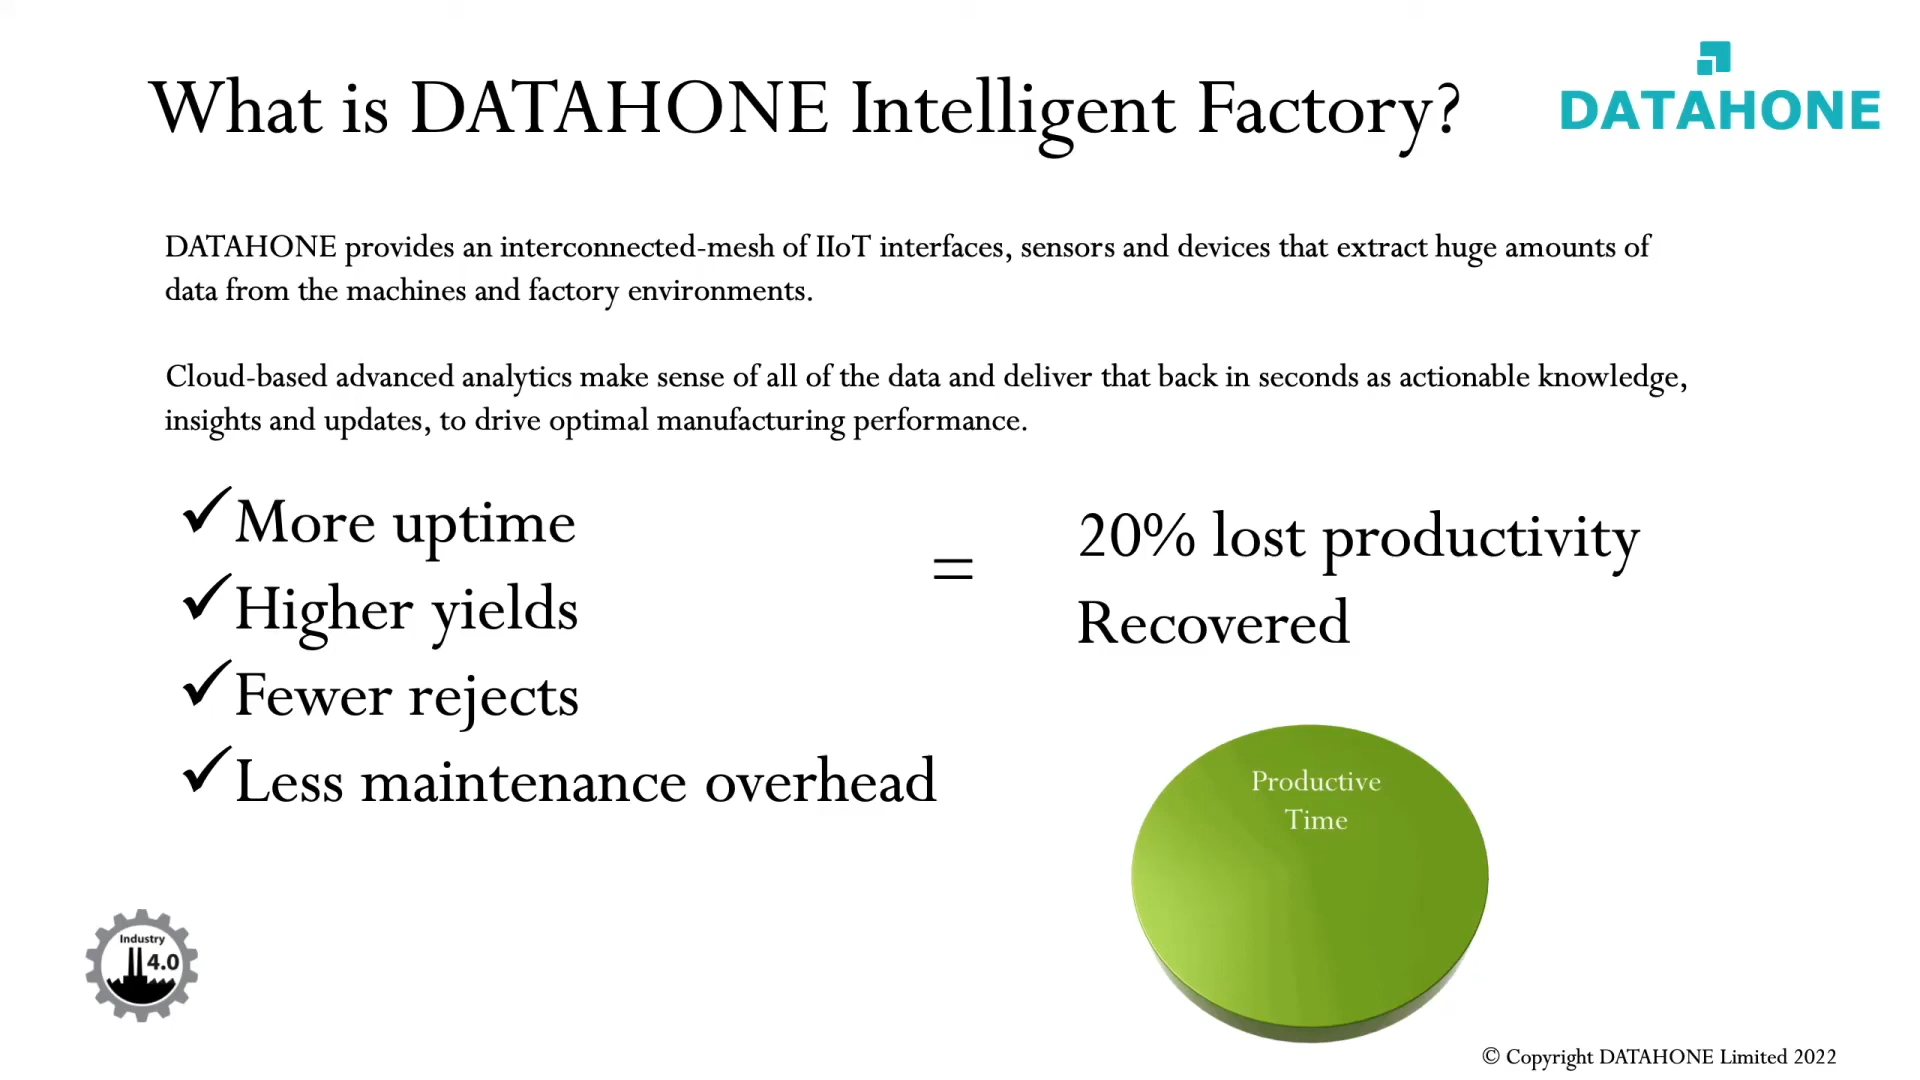 What is DATAHONE Intelligent Factory?
DATAHONE
DATAHONE provides an interconnected-mesh of IIoT interfaces, sensors and devices that extract huge amounts of
data from the machines and factory environments.
Cloud-based advanced analytics make sense of all of the data and deliver that back in seconds as actionable knowledge,
insights and updates, to drive optimal manufacturing performance.
✓More uptime
✓Higher yields
✓Fewer rejects
✓Less maintenance overhead
=
20% lost productivity
Recovered
Productive
Time
Industry
4.0
© Copyright DATAHONE Limited 2022